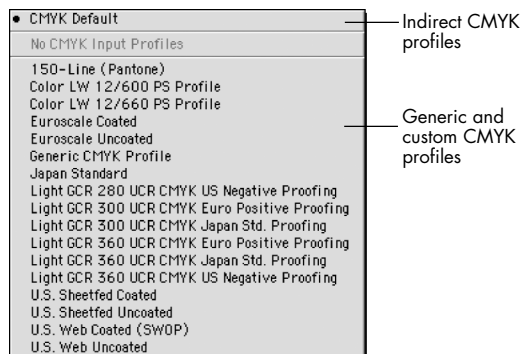 CMYK Default
Indirect CMYK
profiles
No CMYK Input Profiles
150-Line (Pantone)
Color LW 12/600 PS Profile
Color LW 12/660 PS Profile
Euroscale Coated
Euroscale Uncoated
Generic CMYK Profile
Japan Standard
Light GCR 280 UCR CMYK US Negative Proofing
Light GCR 300 UCR CMYK Euro Positive Proofing
Light GCR 300 UCR CMYK Japan Std. Proofing
Light GCR 360 UCR CMYK Euro Positive Proofing
Light GCR 360 UCR CMYK Japan Std. Proofing
Light GCR 360 UCR CMYK US Negative Proofing
U.S. Sheetfed Coated
U.S. Sheetfed Uncoated
U.S. Web Coated (SWOP)
U.S. Web Uncoated
Generic and
custom CMYK
profiles